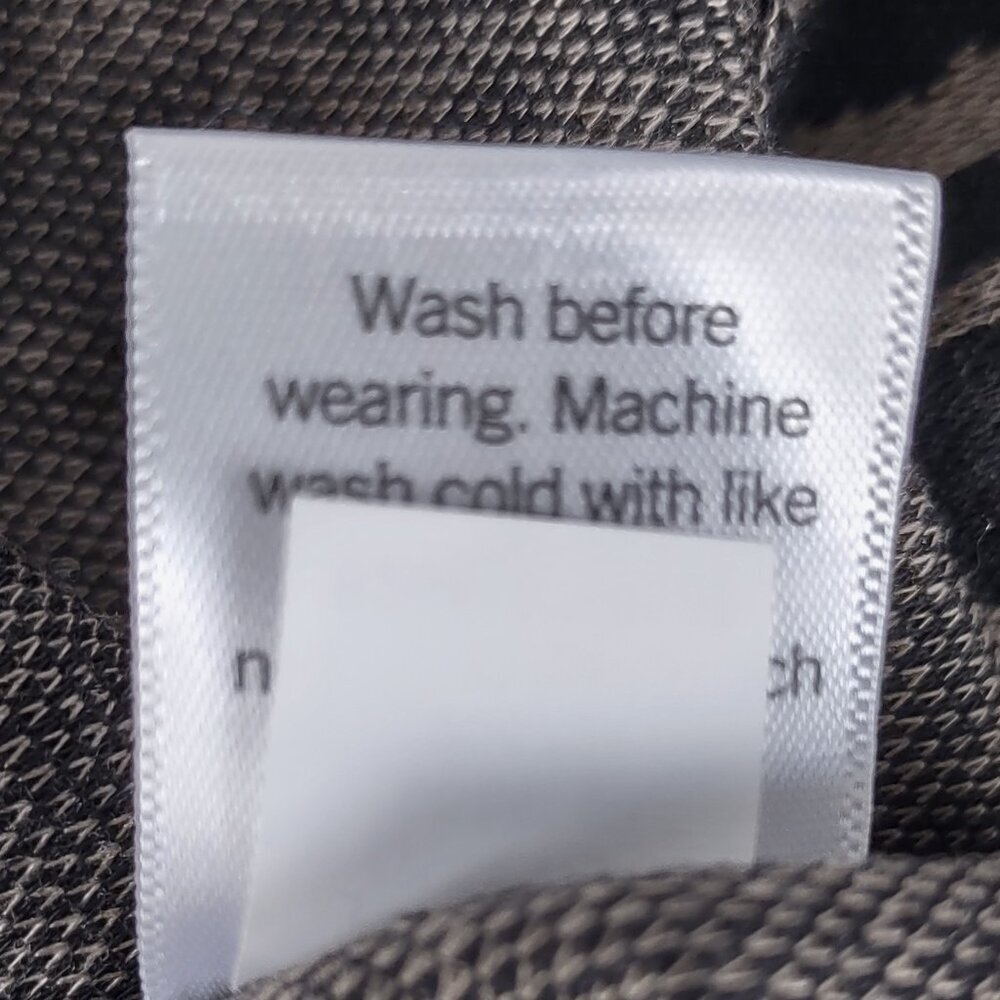 Wash before
wearing. Machine
wash cold with like